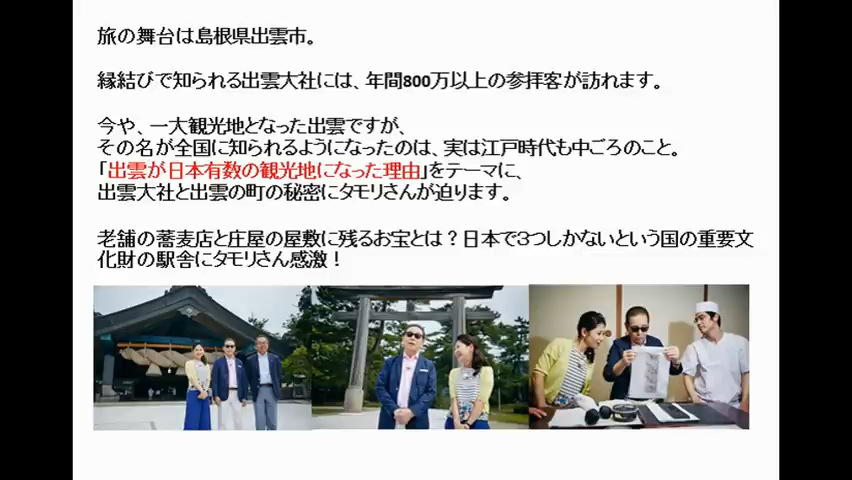 旅の舞台は島根県出雲市。
縁結びで知られる出雲大社には、年間800万以上の参拝客が訪れます。
今や、一大観光地となった出雲ですが、
その名が全国に知られるようになったのは、実は江戸時代も中ごろのこと。
「出雲が日本有数の観光地になった理由」をテーマに、
出雲大社と出雲の町の秘密にタモリさんが迫ります。
老舗の蕎麦店と庄屋の屋敷に残るお宝とは？日本で３つしかないという国の重要文
化財の駅舎にタモリさん感激！